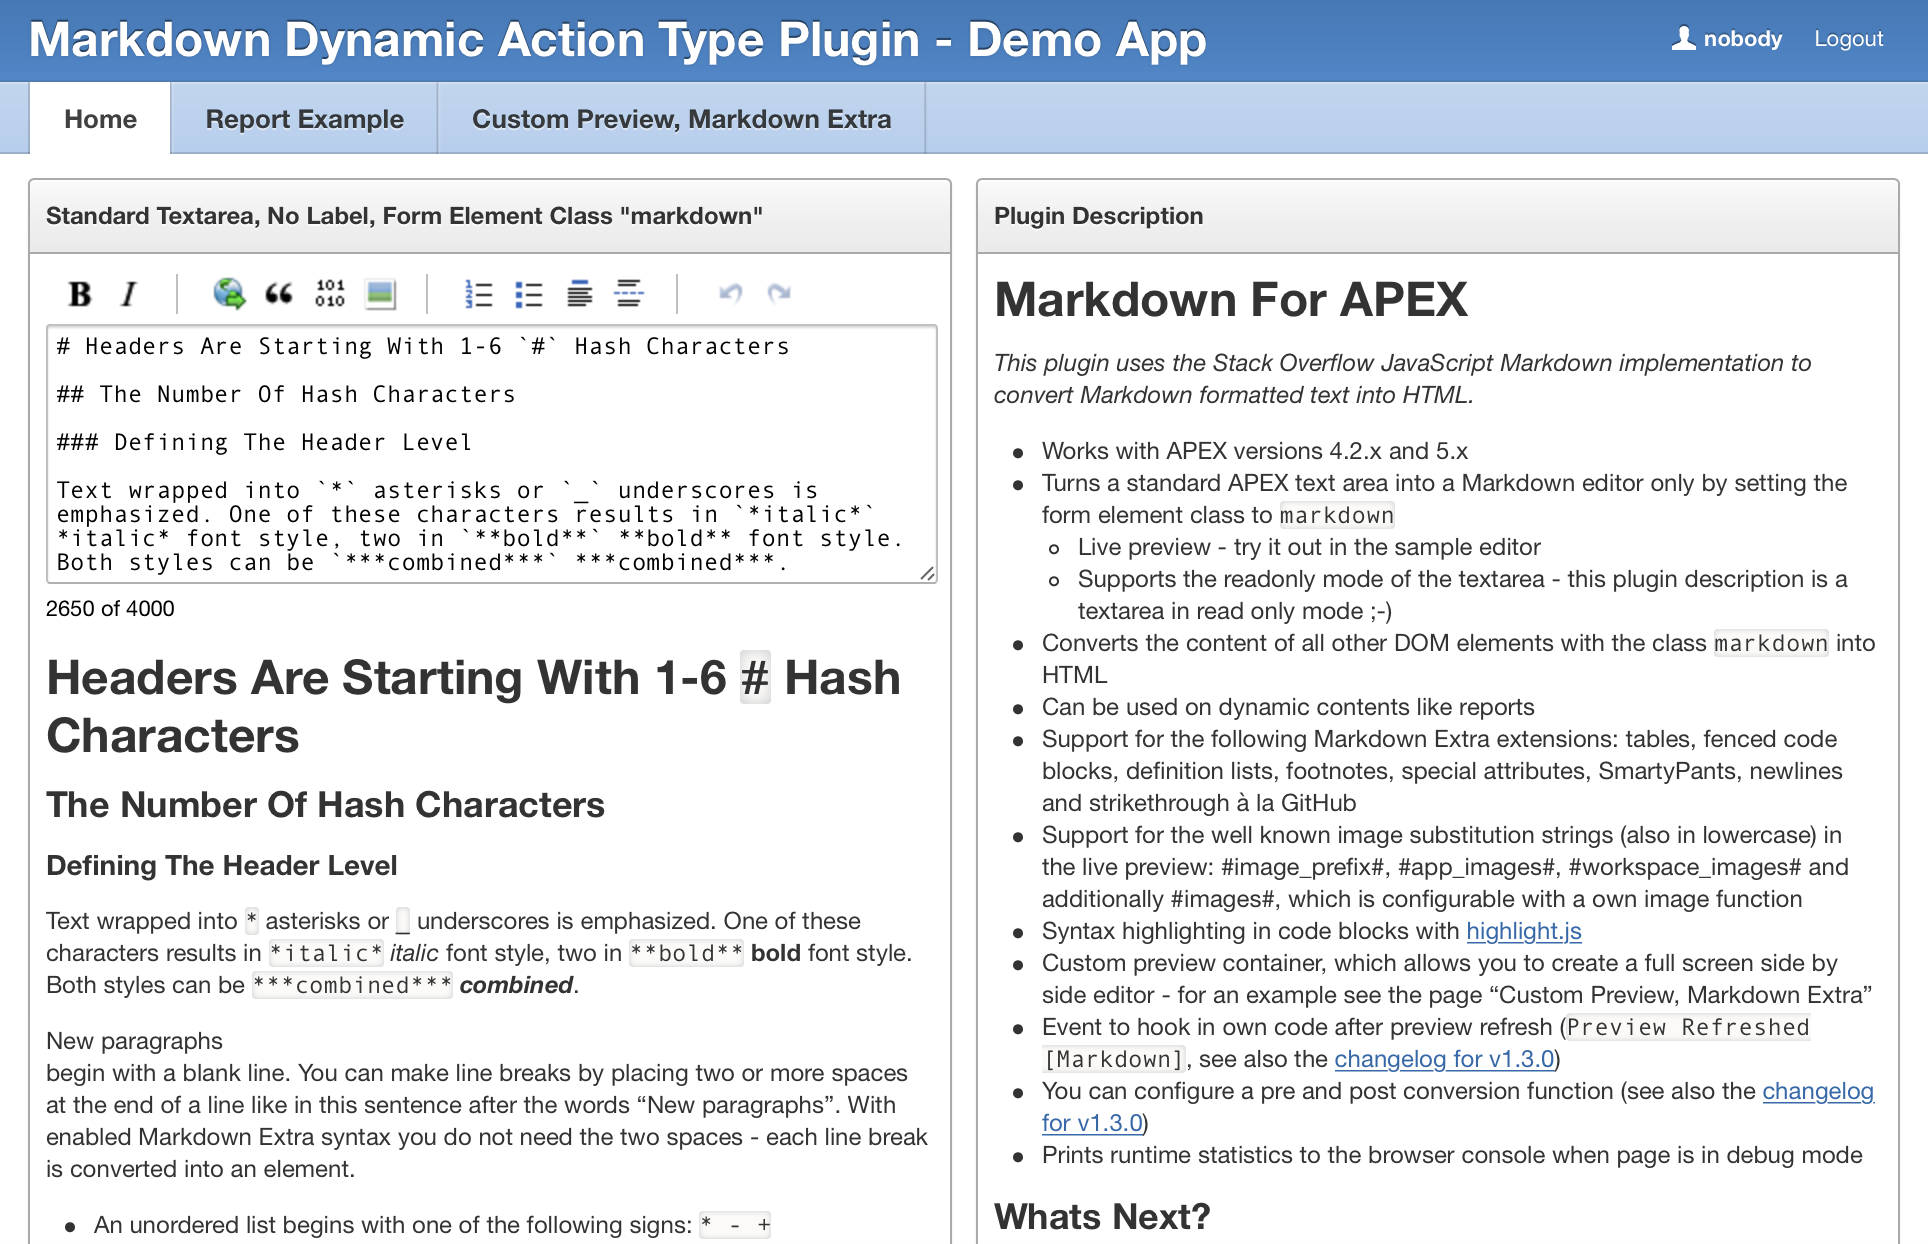 Markdown Dynamic Action Type Plugin - Demo App
nobody
Logout
Home
Report Example
Custom Preview, Markdown Extra
Standard Textarea, No Label, Form Element Class "markdown"
B I
101
010
# Headers Are Starting With 1-6 `#` Hash Characters
## The Number Of Hash Characters
### Defining The Header Level
Text wrapped into `*` asterisks or `_` underscores is
emphasized. One of these characters results in `*italic*`
*italic* font style, two in `**bold**` **bold** font style.
Both styles can be `***combined***` ***combined***.
2650 of 4000
Headers Are Starting With 1-6 # Hash
Characters
The Number Of Hash Characters
Defining The Header Level
Text wrapped into * asterisks or _ underscores is emphasized. One of these
characters results in *italic* italic font style, two in **bold** bold font style.
Both styles can be ***combined*** combined.
New paragraphs
begin with a blank line. You can make line breaks by placing two or more spaces
at the end of a line like in this sentence after the words “New paragraphs”. With
enabled Markdown Extra syntax you do not need the two spaces - each line break
is converted into an element.
An unordered list begins with one of the following signs: * - +
Plugin Description
Markdown For APEX
This plugin uses the Stack Overflow JavaScript Markdown implementation to
convert Markdown formatted text into HTML.
Works with APEX versions 4.2.x and 5.x
Turns a standard APEX text area into a Markdown editor only by setting the
form element class to markdown
Live preview - try it out in the sample editor
Supports the readonly mode of the textarea - this plugin description is a
textarea in read only mode ;-)
Converts the content of all other DOM elements with the class markdown into
HTML
Can be used on dynamic contents like reports
Support for the following Markdown Extra extensions: tables, fenced code
blocks, definition lists, footnotes, special attributes, SmartyPants, newlines
and strikethrough à la GitHub
Support for the well known image substitution strings (also in lowercase) in
the live preview: #image_prefix#, #app_images#, #workspace_images# and
additionally #images#, which is configurable with a own image function
Syntax highlighting in code blocks with highlight.js
Custom preview container, which allows you to create a full screen side by
side editor - for an example see the page “Custom Preview, Markdown Extra”
Event to hook in own code after preview refresh (Preview Refreshed
[Markdown], see also the changelog for v1.3.0)
You can configure a pre and post conversion function (see also the changelog
for v1.3.0)
Prints runtime statistics to the browser console when page is in debug mode
Whats Next?